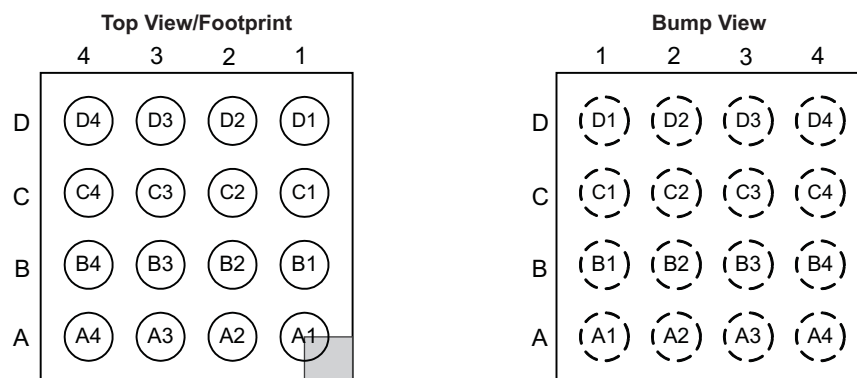 Top View/Footprint
4 3 2 1
D D4 D3 D2 D1
C C4 C3 C2 C1
B B4 B3 B2 B1
A A4 A3 A2 A1
Bump View
1 2 3 4
D D1 D2 D3 D4
C C1 C2 C3 C4
B B1 B2 B3 B4
A A1 A2 A3 A4